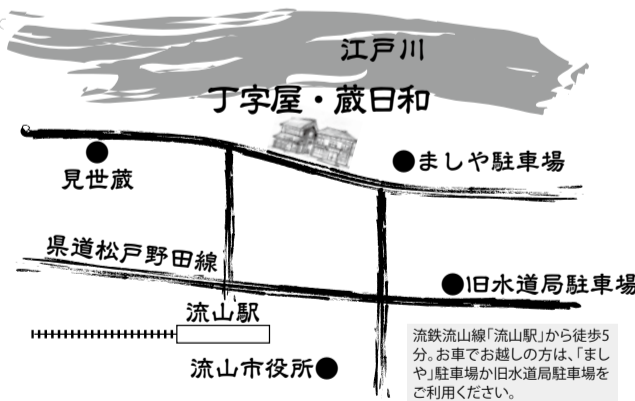 江戸川
丁字屋・蔵日和
ましや駐車場
見世蔵
県道松戸野田線
旧水道局駐車場
流山駅
流山市役所
流鉄流山線「流山駅」から徒歩5
分。お車でお越しの方は、「まし
や」駐車場か旧水道局駐車場を
ご利用ください。